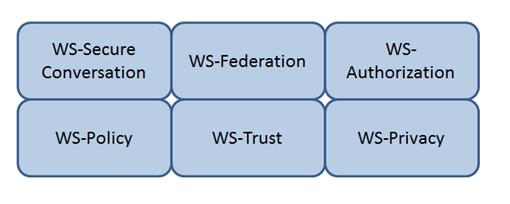 WS-Secure
Conversation
WS-Federation
WS-
Authorization
WS-Policy
WS-Trust
WS-Privacy